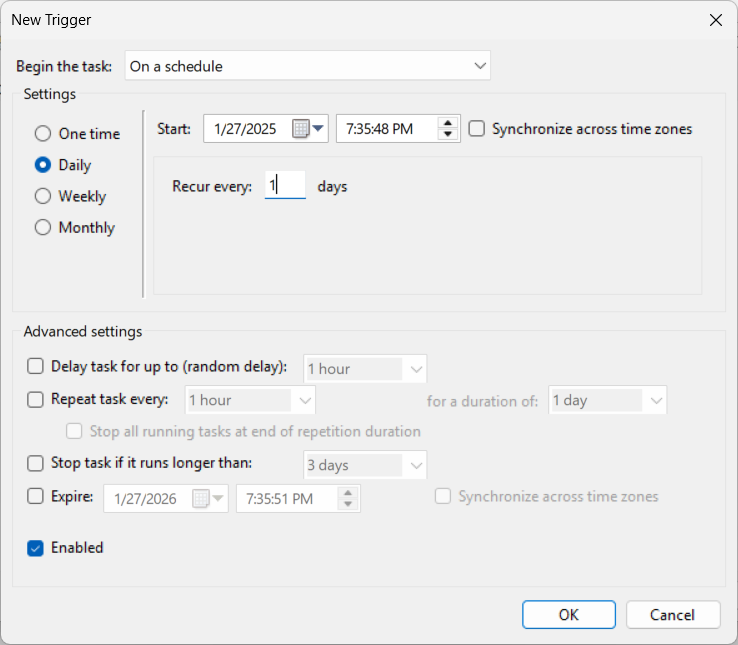 New Trigger
Begin the task: On a schedule
Settings
One time
Daily
Weekly
Monthly
Start: 1/27/2025 7:35:48 PM Synchronize across time zones
Recur every: 1 days
Advanced settings
Delay task for up to (random delay): 1 hour
Repeat task every: 1 hour for a duration of: 1 day
Stop all running tasks at end of repetition duration
Stop task if it runs longer than: 3 days
Expire: 1/27/2026 7:35:51 PM Synchronize across time zones
Enabled
OK Cancel